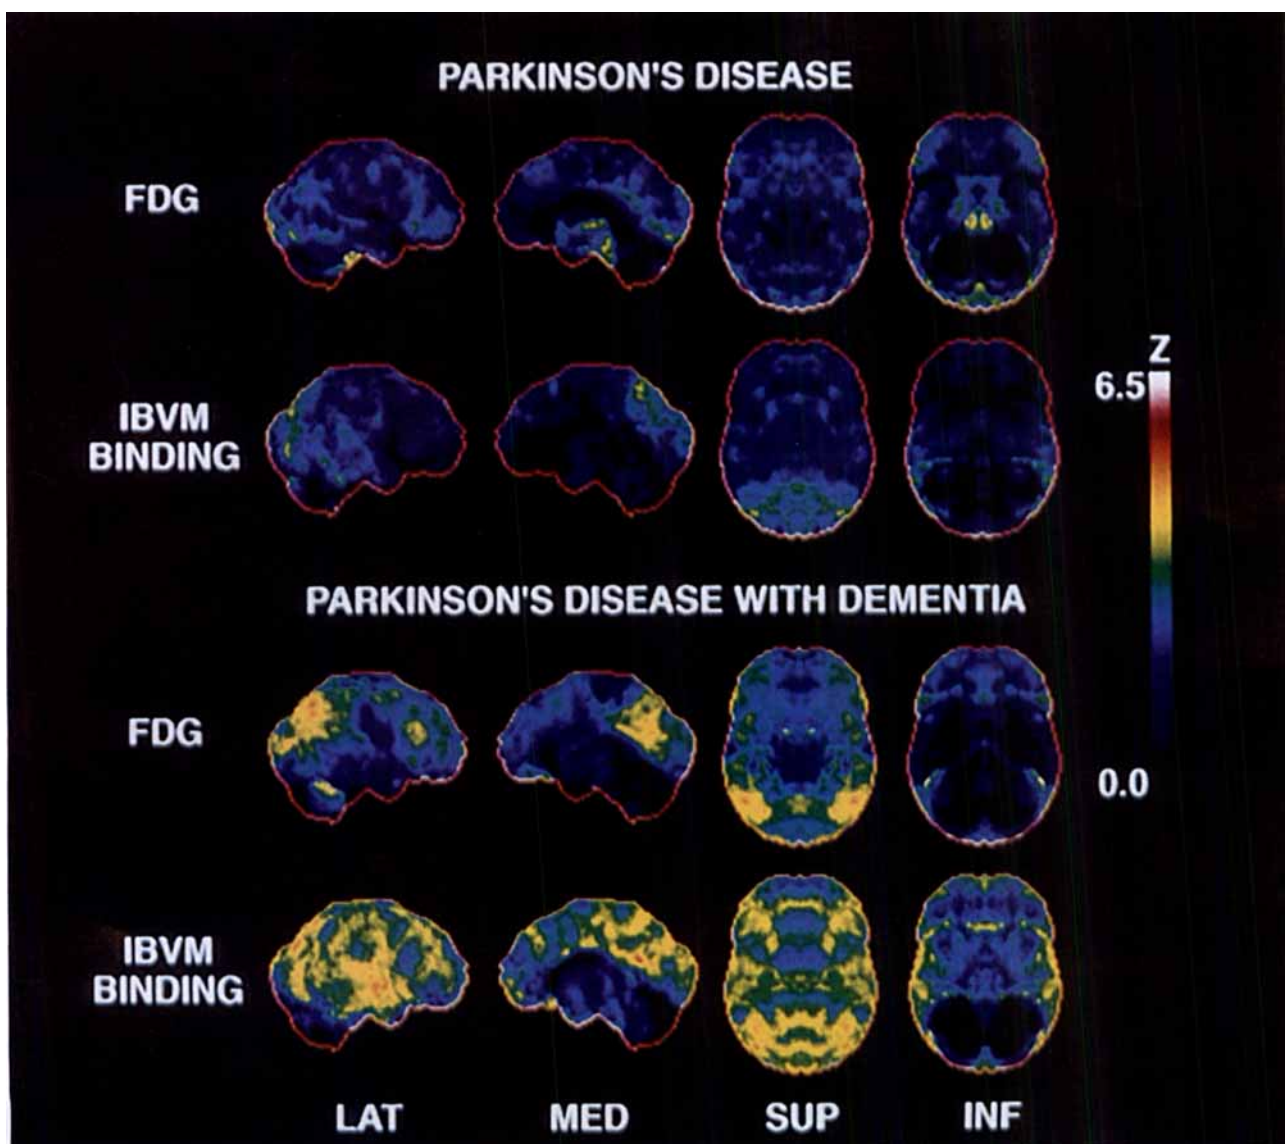 PARKINSON'S DISEASE
FDG
IBVM
BINDING
Z
6.5
PARKINSON'S DISEASE WITH DEMENTIA
FDG
0.0
IBVM
BINDING
LAT MED SUP INF